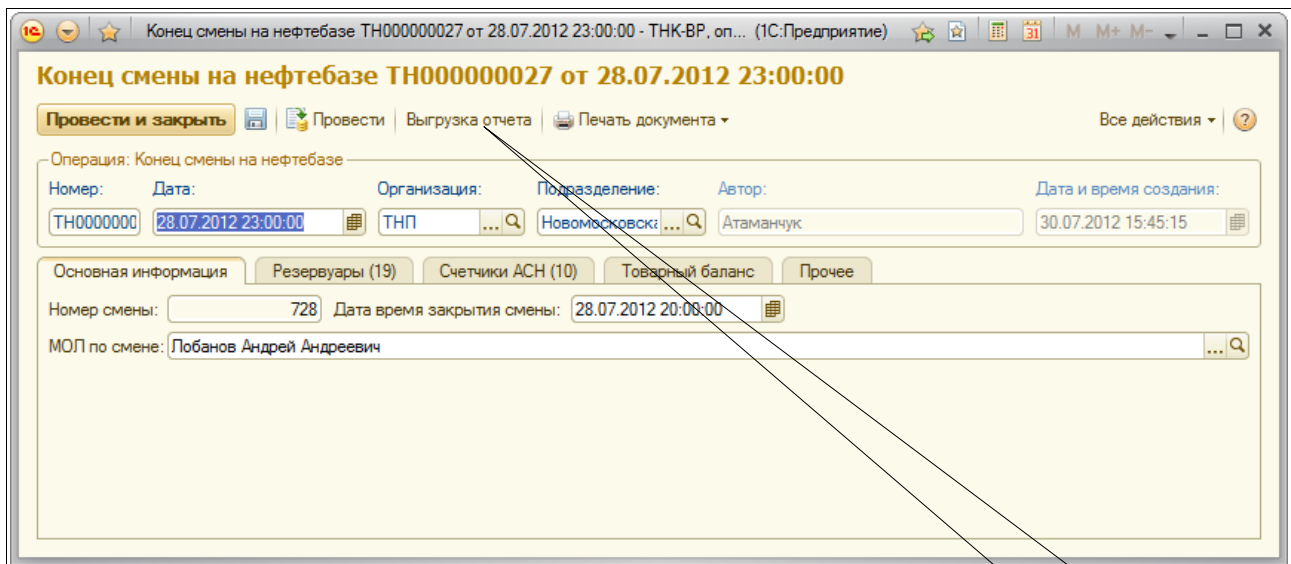 Конец смены на нефтебазе ТН000000027 от 28.07.2012 23:00:00 - ТНК-ВР, оп... (1С:Предприятие) 31 M M+ M-
Конец смены на нефтебазе ТН000000027 от 28.07.2012 23:00:00
Провести и закрыть Провести Выгрузка отчета Печать документа Все действия ?
Операция: Конец смены на нефтебазе
Номер: Дата: Организация: Подразделение: Автор: Дата и время создания:
ТН0000000 28.07.2012 23:00:00 ТНП ... Новомосковска ... Атаманчук 30.07.2012 15:45:15
Основная информация Резервуары (19) Счетчики АСН (10) Товарный баланс Прочее
Номер смены: 728 Дата время закрытия смены: 28.07.2012 20:00:00
МОЛ по смене: Лобанов Андрей Андреевич ...